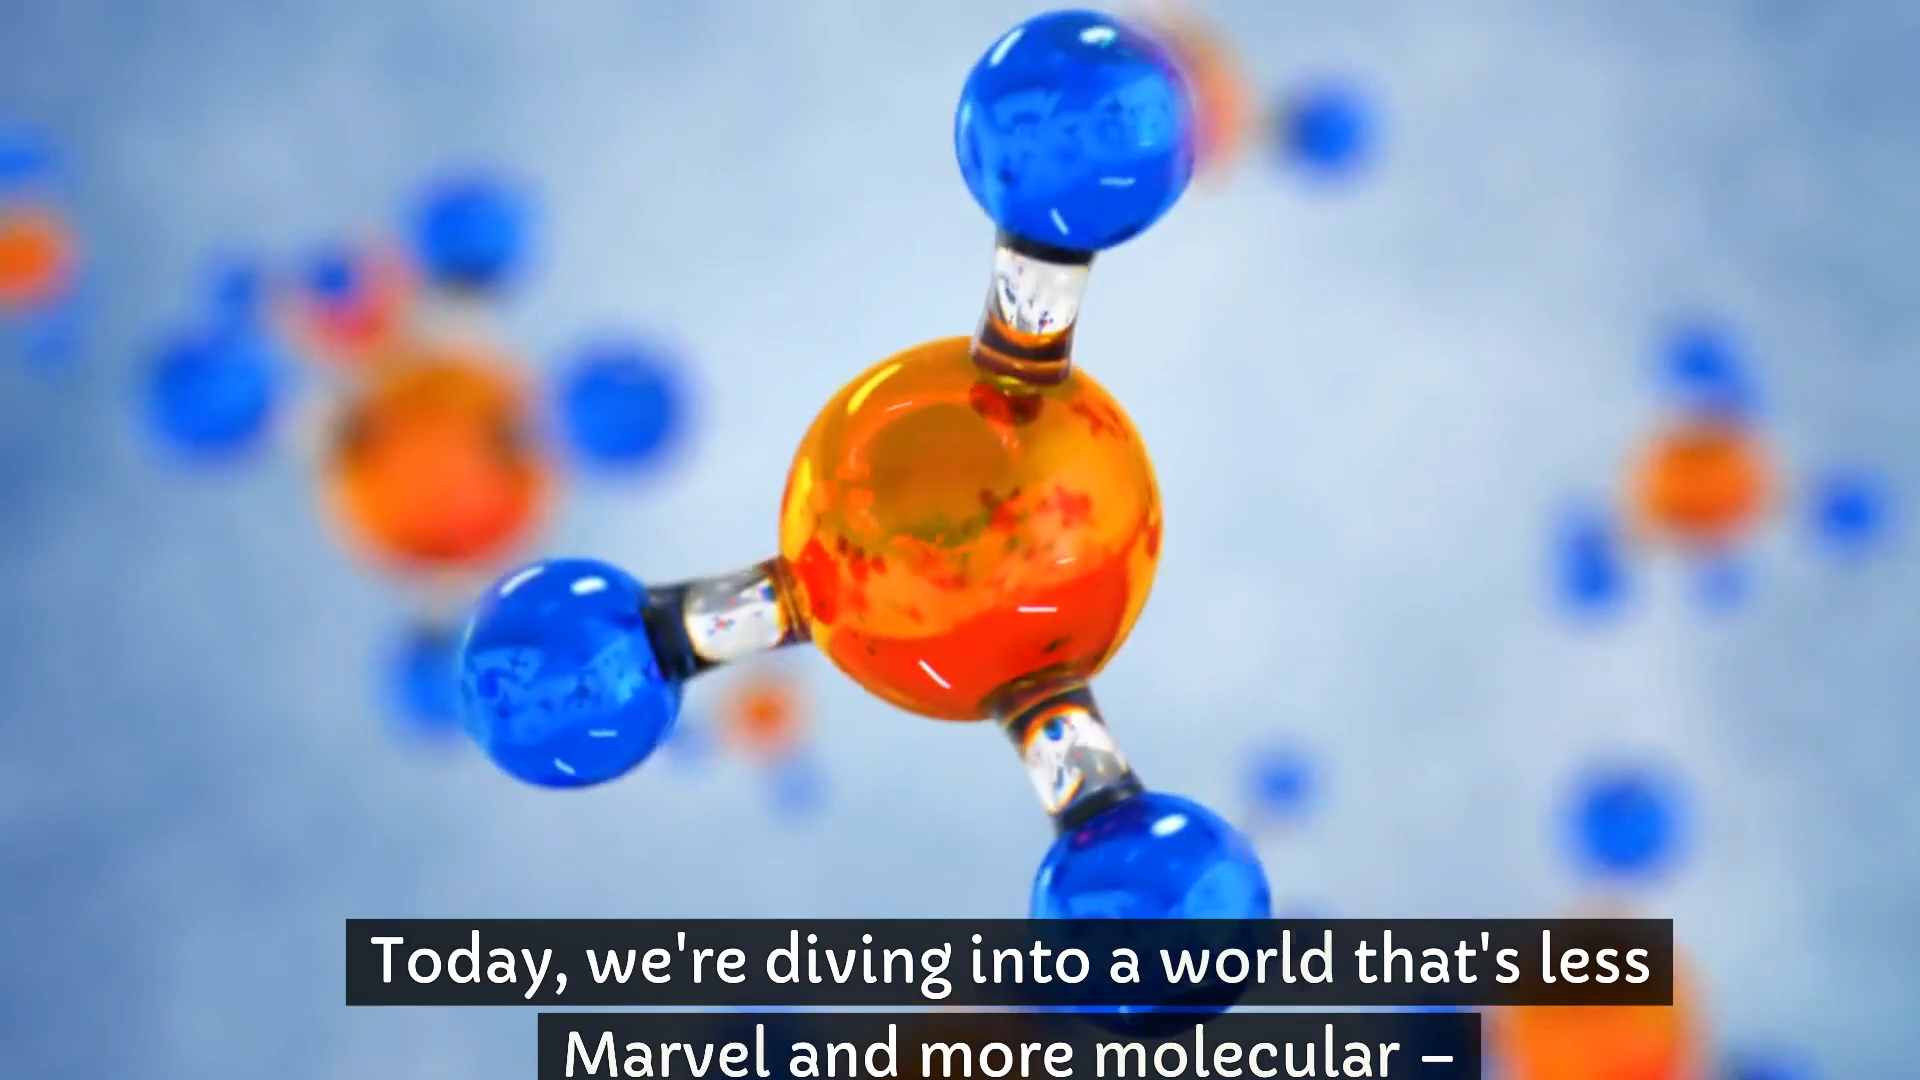 Today, we're diving into a world that's less
Marvel and more molecular –